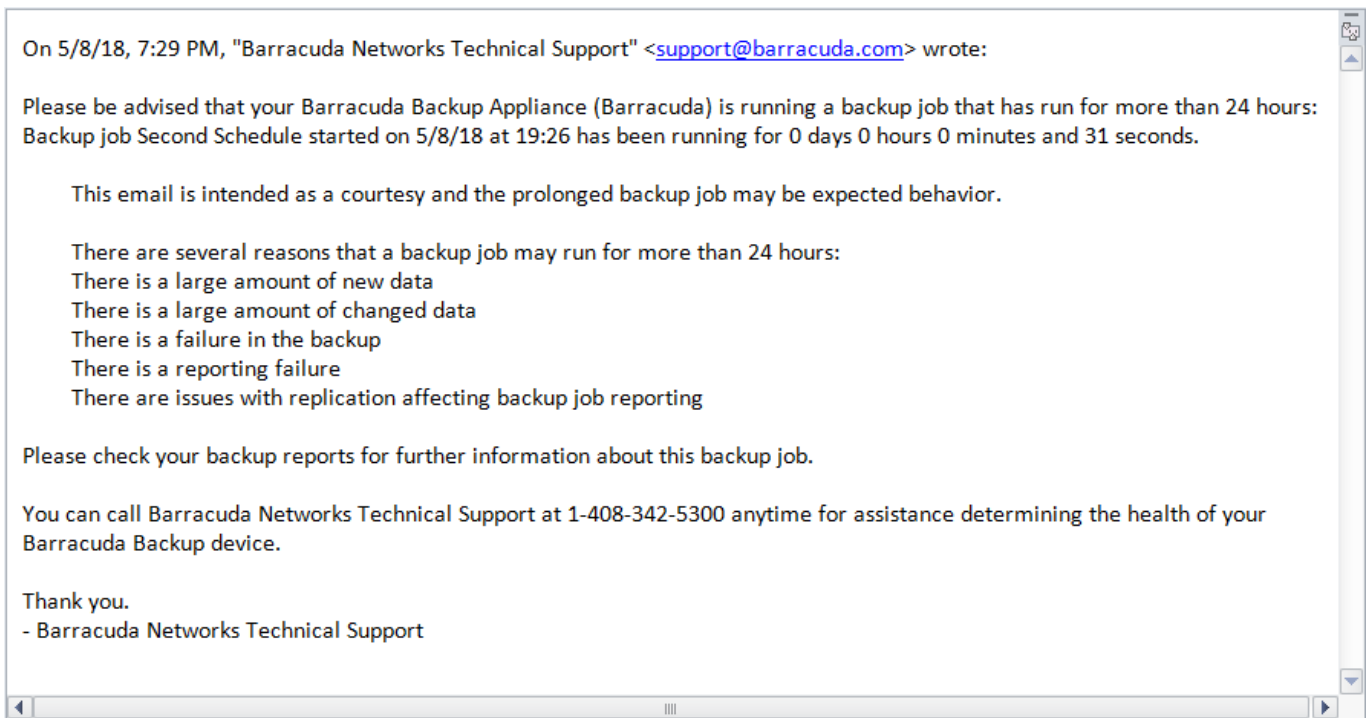 On 5/8/18, 7:29 PM, "Barracuda Networks Technical Support" <support@barracuda.com> wrote:
Please be advised that your Barracuda Backup Appliance (Barracuda) is running a backup job that has run for more than 24 hours:
Backup job Second Schedule started on 5/8/18 at 19:26 has been running for 0 days 0 hours 0 minutes and 31 seconds.
This email is intended as a courtesy and the prolonged backup job may be expected behavior.
There are several reasons that a backup job may run for more than 24 hours:
There is a large amount of new data
There is a large amount of changed data
There is a failure in the backup
There is a reporting failure
There are issues with replication affecting backup job reporting
Please check your backup reports for further information about this backup job.
You can call Barracuda Networks Technical Support at 1-408-342-5300 anytime for assistance determining the health of your
Barracuda Backup device.
Thank you.
- Barracuda Networks Technical Support